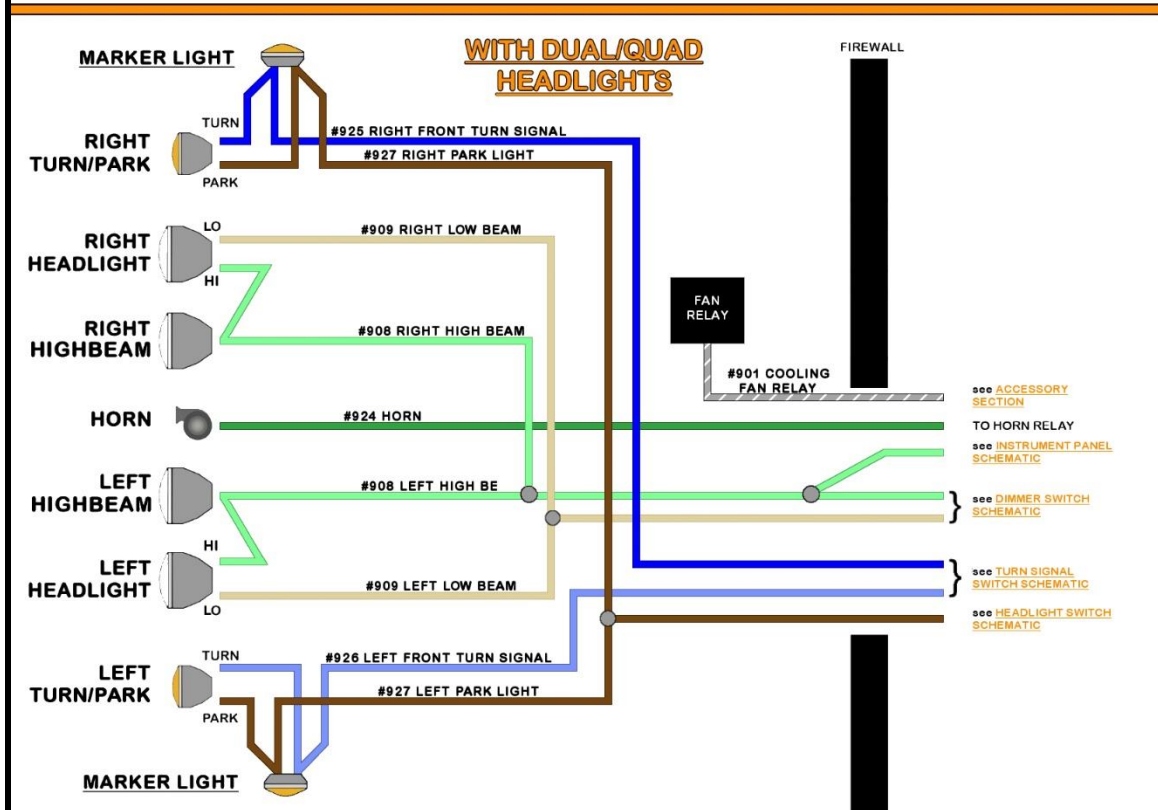 WITH DUAL/QUAD
HEADLIGHTS
FIREWALL
MARKER LIGHT
TURN
RIGHT
TURN/PARK
PARK
#925 RIGHT FRONT TURN SIGNAL
#927 RIGHT PARK LIGHT
LO
RIGHT
HEADLIGHT
HI
#909 RIGHT LOW BEAM
RIGHT
HIGHBEAM
#908 RIGHT HIGH BEAM
FAN
RELAY
#901 COOLING
FAN RELAY
see ACCESSORY
SECTION
HORN
#924 HORN
TO HORN RELAY
see INSTRUMENT PANEL
SCHEMATIC
LEFT
HIGHBEAM
#908 LEFT HIGH BE
see DIMMER SWITCH
SCHEMATIC
HI
LEFT
HEADLIGHT
LO
#909 LEFT LOW BEAM
see TURN SIGNAL
SWITCH SCHEMATIC
see HEADLIGHT SWITCH
SCHEMATIC
TURN
LEFT
TURN/PARK
PARK
#926 LEFT FRONT TURN SIGNAL
#927 LEFT PARK LIGHT
MARKER LIGHT